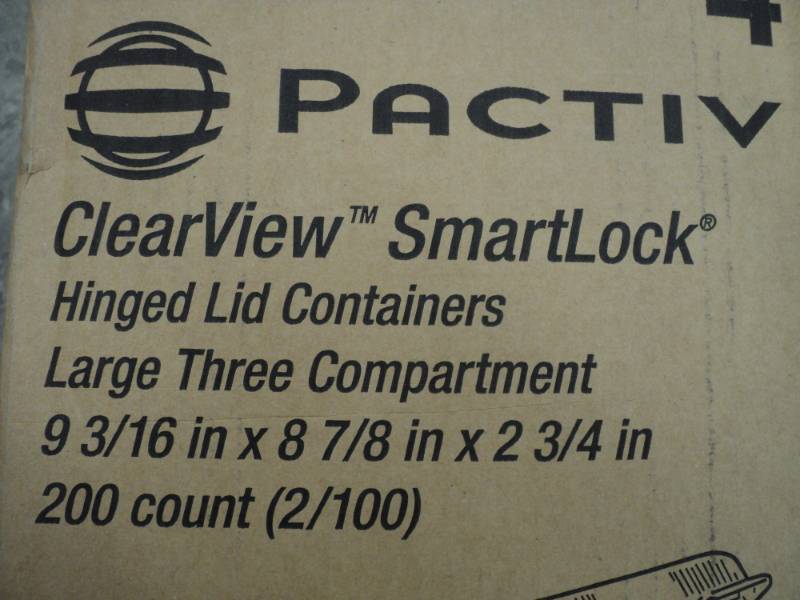 4
PACTIV
ClearView™ SmartLock®
Hinged Lid Containers
Large Three Compartment
9 3/16 in x 8 7/8 in x 2 3/4 in
200 count (2/100)